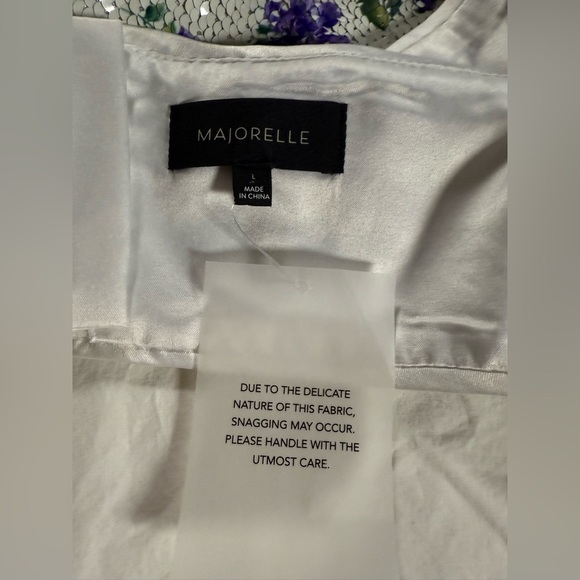 MAJORELLE
L
MADE
IN CHINA
DUE TO THE DELICATE
NATURE OF THIS FABRIC,
SNAGGING MAY OCCUR.
PLEASE HANDLE WITH THE
UTMOST CARE.